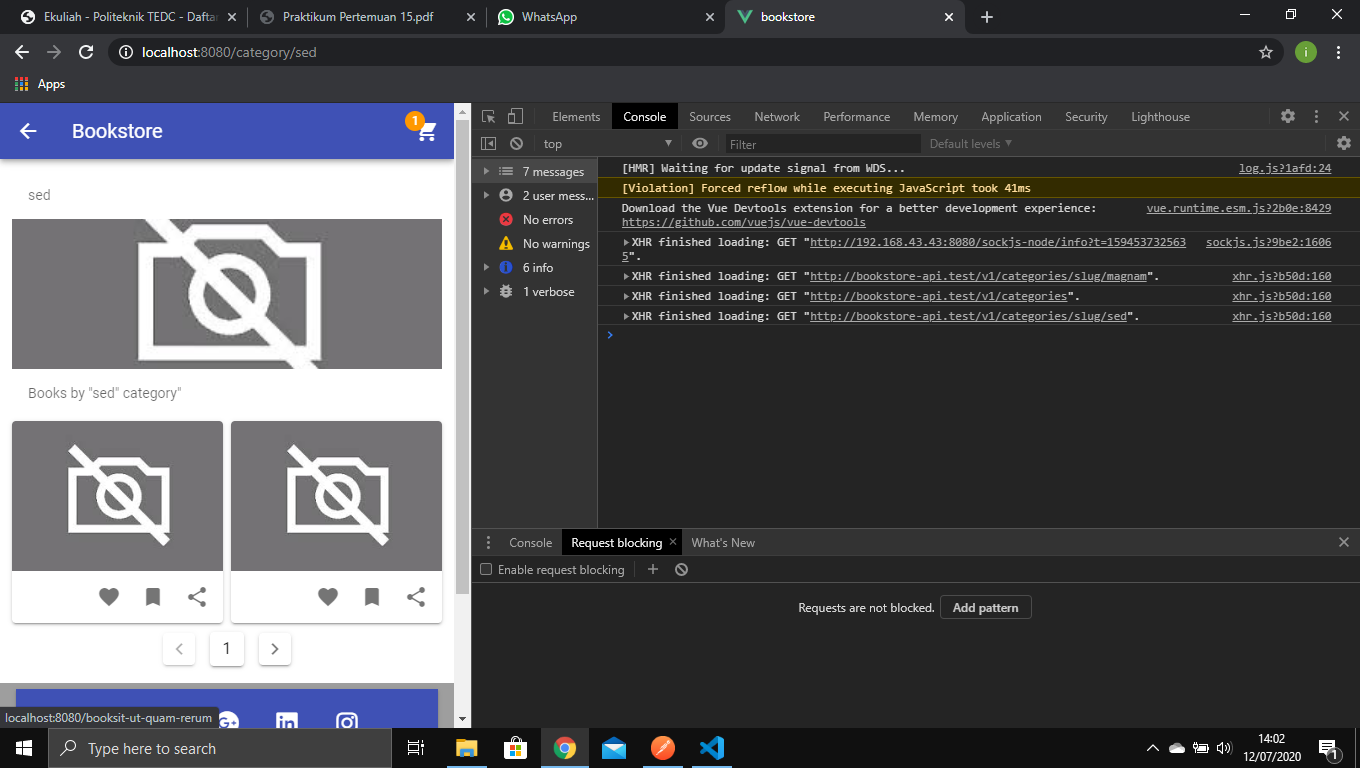 Ekuliah - Politeknik TEDC - Dafta
Praktikum Pertemuan 15.pdf
WhatsApp
bookstore
localhost:8080/category/sed
i
Apps
Bookstore
1
sed
Books by "sed" category"
1
localhost:8080/booksit-ut-quam-rerum
Elements
Console
Sources
Network
Performance
Memory
Application
Security
Lighthouse
top
Filter
Default levels
7 messages
2 user mess...
No errors
No warnings
6 info
1 verbose
[HMR] Waiting for update signal from WDS...
log.js?1afd:24
[Violation] Forced reflow while executing JavaScript took 41ms
Download the Vue Devtools extension for a better development experience:
vue.runtime.esm.js?2b0e:8429
https://github.com/vuejs/vue-devtools
XHR finished loading: GET "http://192.168.43.43:8080/sockjs-node/info?t=159453732563
sockjs.js?9be2:1606
5".
XHR finished loading: GET "http://bookstore-api.test/v1/categories/slug/magnam".
xhr.js?b50d:160
XHR finished loading: GET "http://bookstore-api.test/v1/categories".
xhr.js?b50d:160
XHR finished loading: GET "http://bookstore-api.test/v1/categories/slug/sed".
xhr.js?b50d:160
Console
Request blocking
What's New
Enable request blocking
Requests are not blocked.
Add pattern
Type here to search
14:02
12/07/2020
1